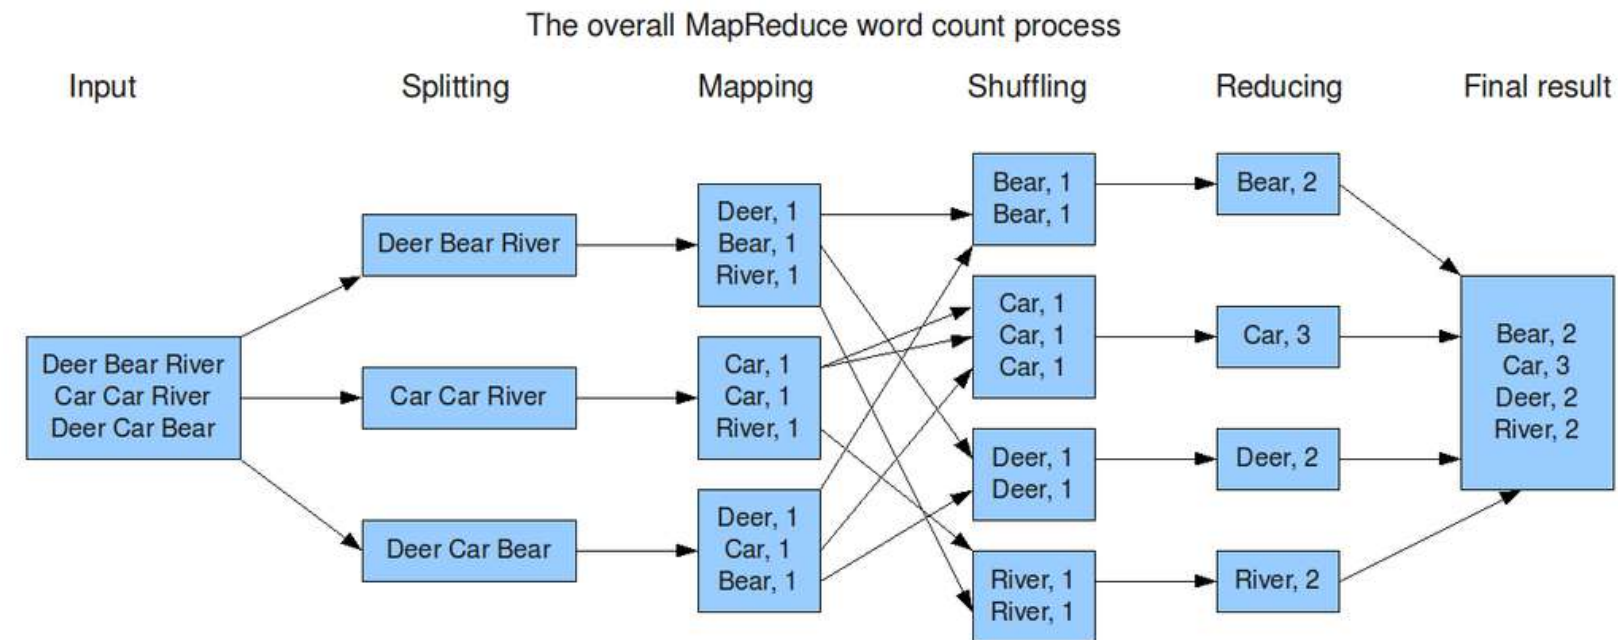 The overall MapReduce word count process
Input
Splitting
Mapping
Shuffling
Reducing
Final result
Deer Bear River
Car Car River
Deer Car Bear
Deer Bear River
Car Car River
Deer Car Bear
Deer, 1
Bear, 1
River, 1
Car, 1
Car, 1
River, 1
Deer, 1
Car, 1
Bear, 1
Bear, 1
Bear, 1
Car, 1
Car, 1
Car, 1
Deer, 1
Deer, 1
River, 1
River, 1
Bear, 2
Car, 3
Deer, 2
River, 2
Bear, 2
Car, 3
Deer, 2
River, 2